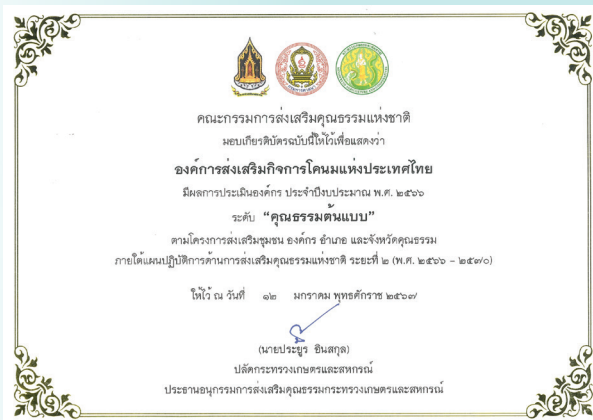 คณะกรรมการส่งเสริมคุณธรรมแห่งชาติ
มอบเกียรติบัตรฉบับนี้ให้ไว้เพื่อแสดงว่า
องค์การส่งเสริมกิจการโคนมแห่งประเทศไทย
มีผลการประเมินองค์กร ประจำปีงบประมาณ พ.ศ. ๒๕๖๖
ระดับ “คุณธรรมต้นแบบ”
ตามโครงการส่งเสริมชุมชน องค์กร อำเภอ และจังหวัดคุณธรรม
ภายใต้แผนปฏิบัติการด้านการส่งเสริมคุณธรรมแห่งชาติ ระยะที่ ๒ (พ.ศ. ๒๕๖๖ – ๒๕๗๐)
ให้ไว้ ณ วันที่ ๑๒ มกราคม พุทธศักราช ๒๕๖๗
(นายประยูร อินสกุล)
ปลัดกระทรวงเกษตรและสหกรณ์
ประธานอนุกรรมการส่งเสริมคุณธรรมกระทรวงเกษตรและสหกรณ์